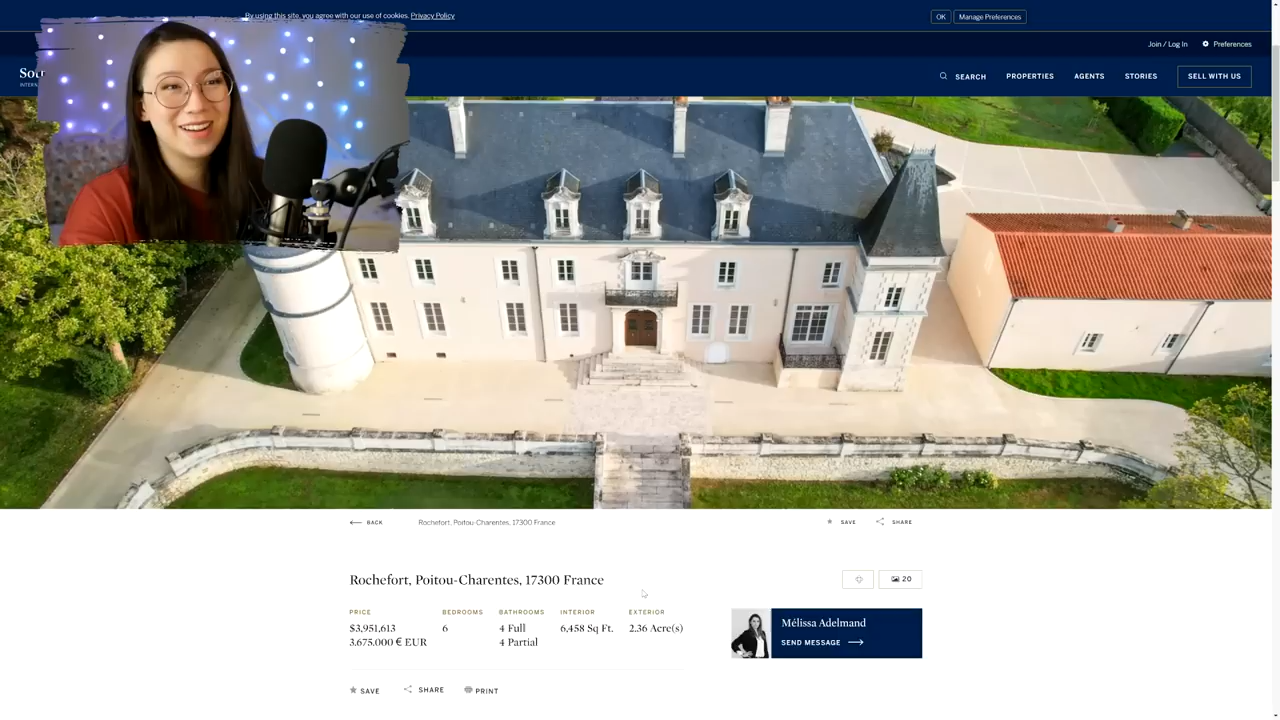 By using this site, you agree with our use of cookies. Privacy Policy
OK
Manage Preferences
Join / Log In
Preferences
SEARCH
PROPERTIES
AGENTS
STORIES
SELL WITH US
BACK
Rochefort, Poitou-Charentes, 17300 France
SAVE
SHARE
Rochefort, Poitou-Charentes, 17300 France
20
PRICE
BEDROOMS
BATHROOMS
INTERIOR
EXTERIOR
$3,951,613
6
4 Full
6,458 Sq Ft.
2.36 Acre(s)
3.675.000 € EUR
4 Partial
Mélissa Adelmand
SEND MESSAGE
SAVE
SHARE
PRINT